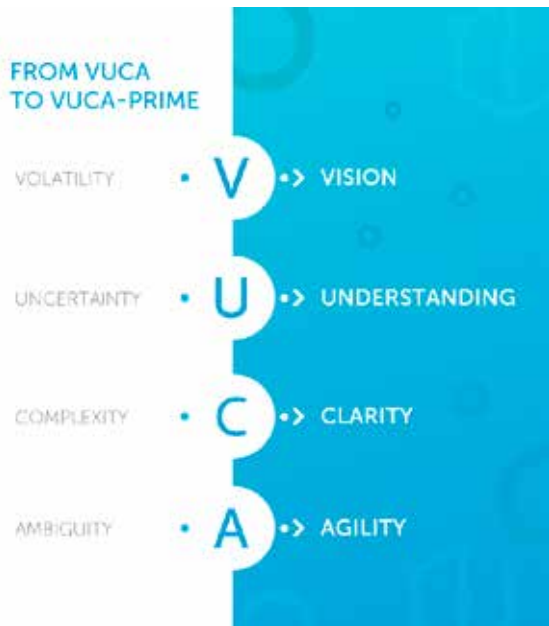 FROM VUCA
TO VUCA-PRIME
VOLATILITY • V •> VISION
UNCERTAINTY • U •> UNDERSTANDING
COMPLEXITY • C •> CLARITY
AMBIGUITY • A •> AGILITY